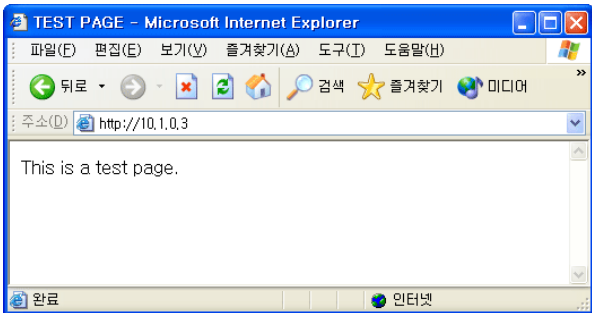 TEST PAGE - Microsoft Internet Explorer
파일(F) 편집(E) 보기(V) 즐겨찾기(A) 도구(T) 도움말(H)
뒤로 검색 즐겨찾기 미디어 »
주소(D) http://10.1.0.3
This is a test page.
완료 인터넷